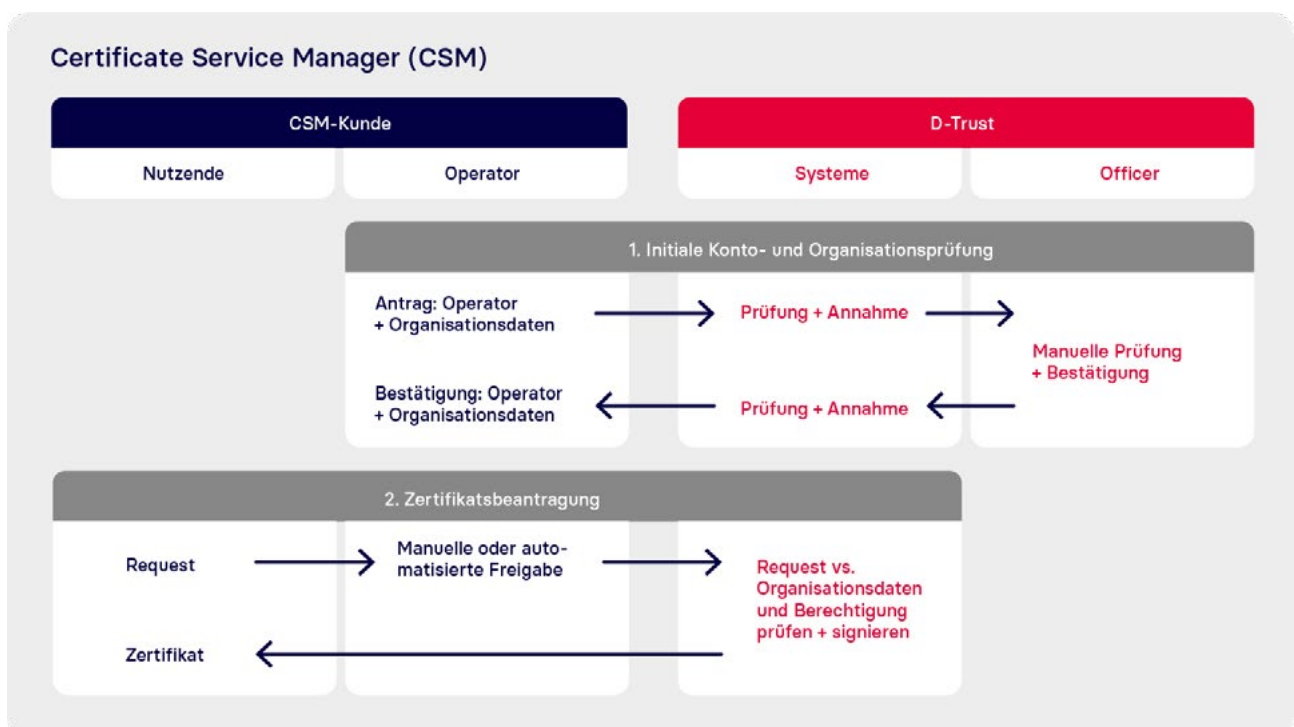 Certificate Service Manager (CSM)
CSM-Kunde
D-Trust
Nutzende
Operator
Systeme
Officer
1. Initiale Konto- und Organisationsprüfung
Antrag: Operator
+ Organisationsdaten
Prüfung + Annahme
Manuelle Prüfung
+ Bestätigung
Bestätigung: Operator
+ Organisationsdaten
Prüfung + Annahme
2. Zertifikatsbeantragung
Request
Manuelle oder auto-
matisierte Freigabe
Request vs.
Organisationsdaten
und Berechtigung
prüfen + signieren
Zertifikat